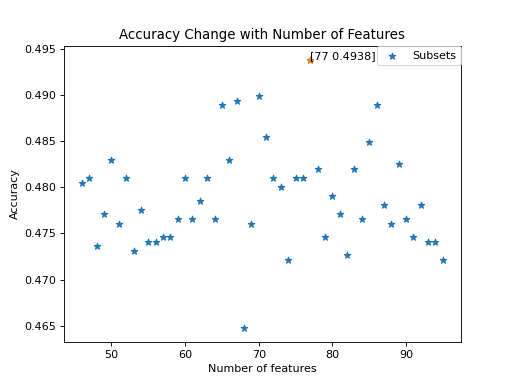 Accuracy Change with Number of Features
[77 0.4938]
Subsets
Accuracy
0.495
0.490
0.485
0.480
0.475
0.470
0.465
50 60 70 80 90
Number of features